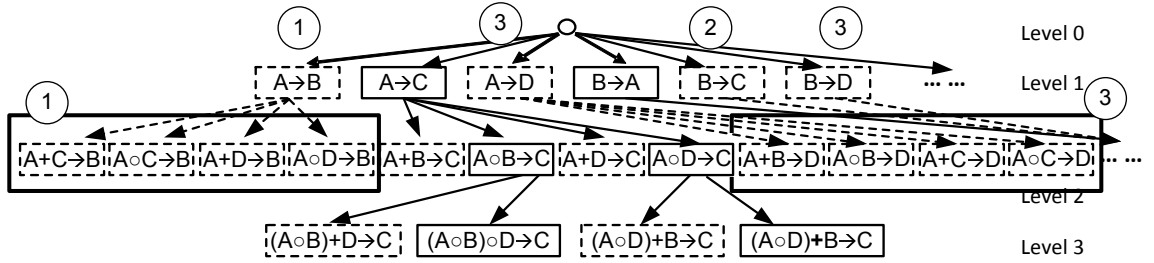 1 3 2 3 Level 0
A→B A→C A→D B→A B→C B→D ... ... Level 1
1 3
A+C→B A∘C→B A+D→B A∘D→B A+B→C A∘B→C A+D→C A∘D→C A+B→D A∘B→D A+C→D A∘C→D ... ...
Level 2
(A∘B)+D→C (A∘B)∘D→C (A∘D)+B→C (A∘D)+B→C Level 3